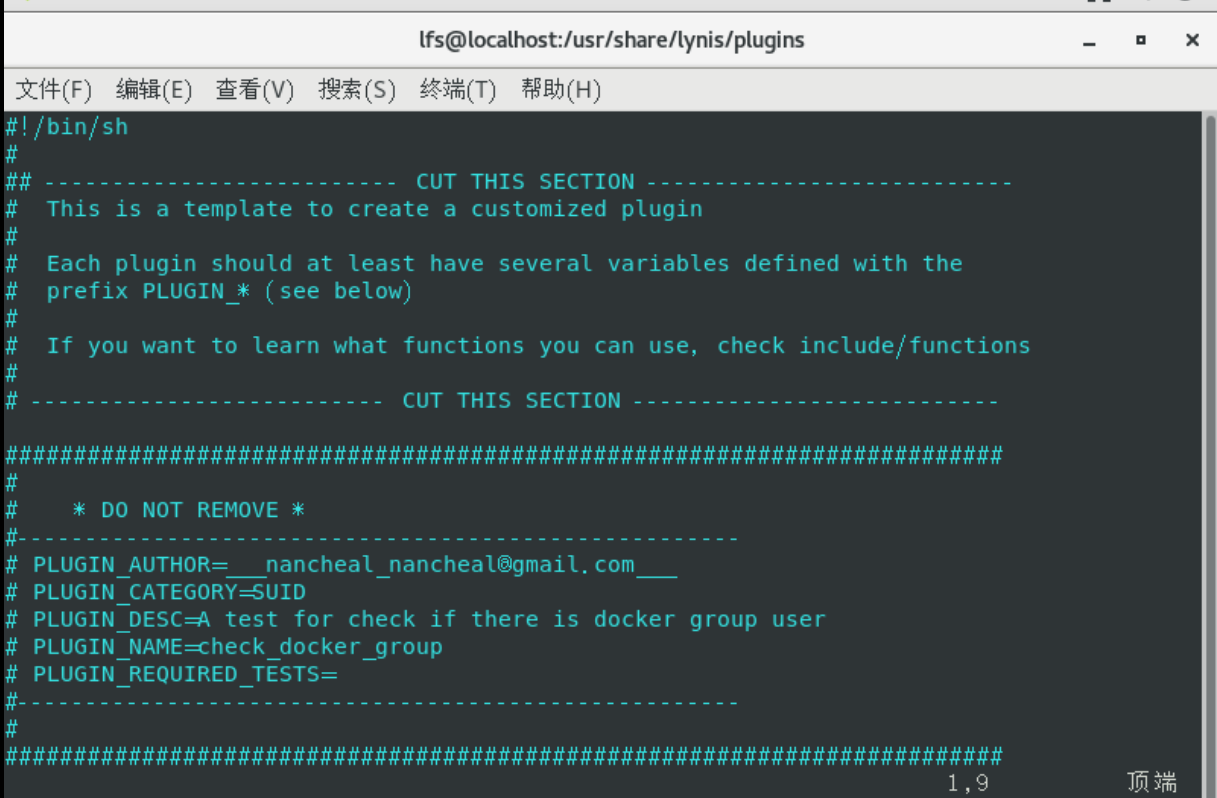 lfs@localhost:/usr/share/lynis/plugins
文件(F) 编辑(E) 查看(V) 搜索(S) 终端(T) 帮助(H)
#!/bin/sh
#
## -------------------------- CUT THIS SECTION ---------------------------
#  This is a template to create a customized plugin
#
#  Each plugin should at least have several variables defined with the
#  prefix PLUGIN_* (see below)
#
#  If you want to learn what functions you can use, check include/functions
#
# -------------------------- CUT THIS SECTION ---------------------------

#########################################################################
#
#    * DO NOT REMOVE *
#-----------------------------------------------------
# PLUGIN_AUTHOR=___nancheal_nancheal@gmail.com___
# PLUGIN_CATEGORY=SUID
# PLUGIN_DESC=A test for check if there is docker group user
# PLUGIN_NAME=check_docker_group
# PLUGIN_REQUIRED_TESTS=
#-----------------------------------------------------
#
#########################################################################
1,9 顶端